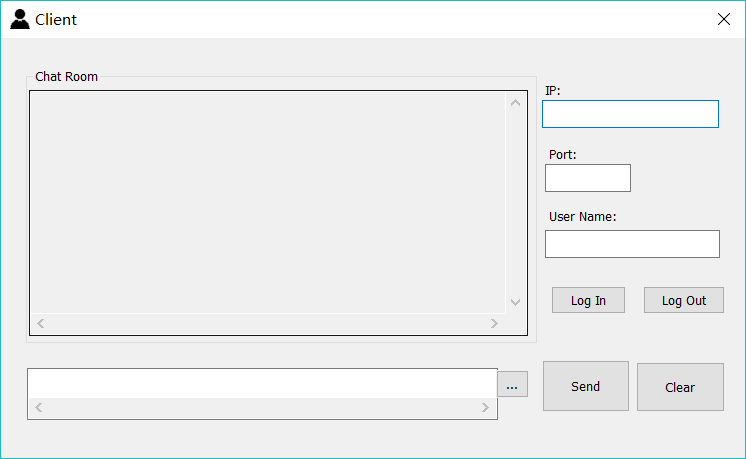 Client
Chat Room
IP:
Port:
User Name:
Log In
Log Out
...
Send
Clear